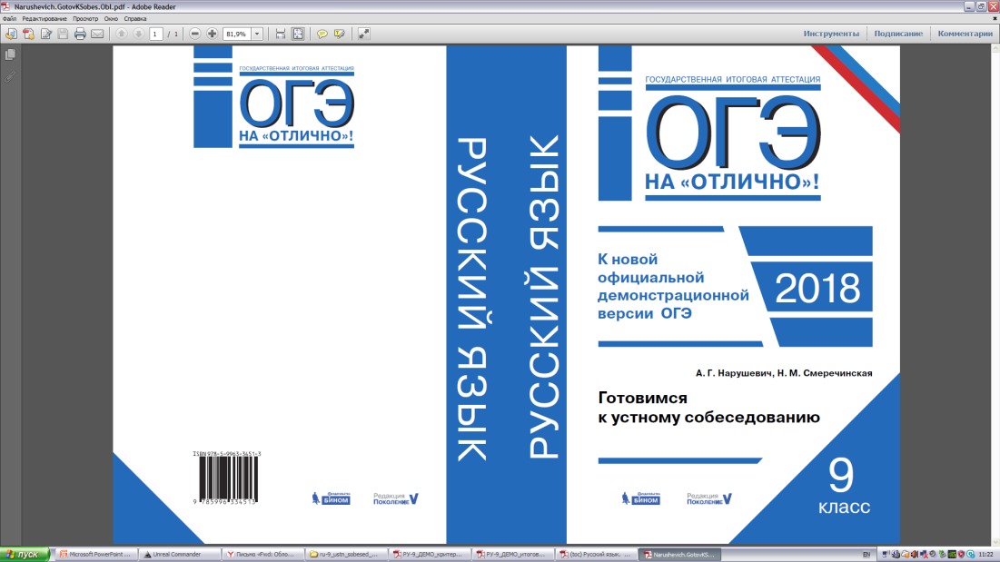 Narushevich.GotovKSobes.Obl.pdf - Adobe Reader
Файл Редактирование Просмотр Окно Справка
1 / 1 81,9%
Инструменты Подписание Комментарии
ГОСУДАРСТВЕННАЯ ИТОГОВАЯ АТТЕСТАЦИЯ
ОГЭ
НА «ОТЛИЧНО»!
ISBN 978-5-9963-3451-3
9 785996 334513
БИНОМ
Редакция
Поколение V
РУССКИЙ ЯЗЫК
РУССКИЙ ЯЗЫК
ГОСУДАРСТВЕННАЯ ИТОГОВАЯ АТТЕСТАЦИЯ
ОГЭ
НА «ОТЛИЧНО»!
К новой
официальной
демонстрационной
версии ОГЭ
2018
А. Г. Нарушевич, Н. М. Смеречинская
Готовимся
к устному собеседованию
9
класс
БИНОМ
Редакция
Поколение V
пуск
Microsoft PowerPoint ...
Unreal Commander
Письмо «Fwd: Обло...
ru-9_ustn_sobesed_...
РУ-9_ДЕМО_критер...
РУ-9_ДЕМО_итогов...
(toc) Русский язык. ...
Narushevich.GotovKS...
EN
11:22